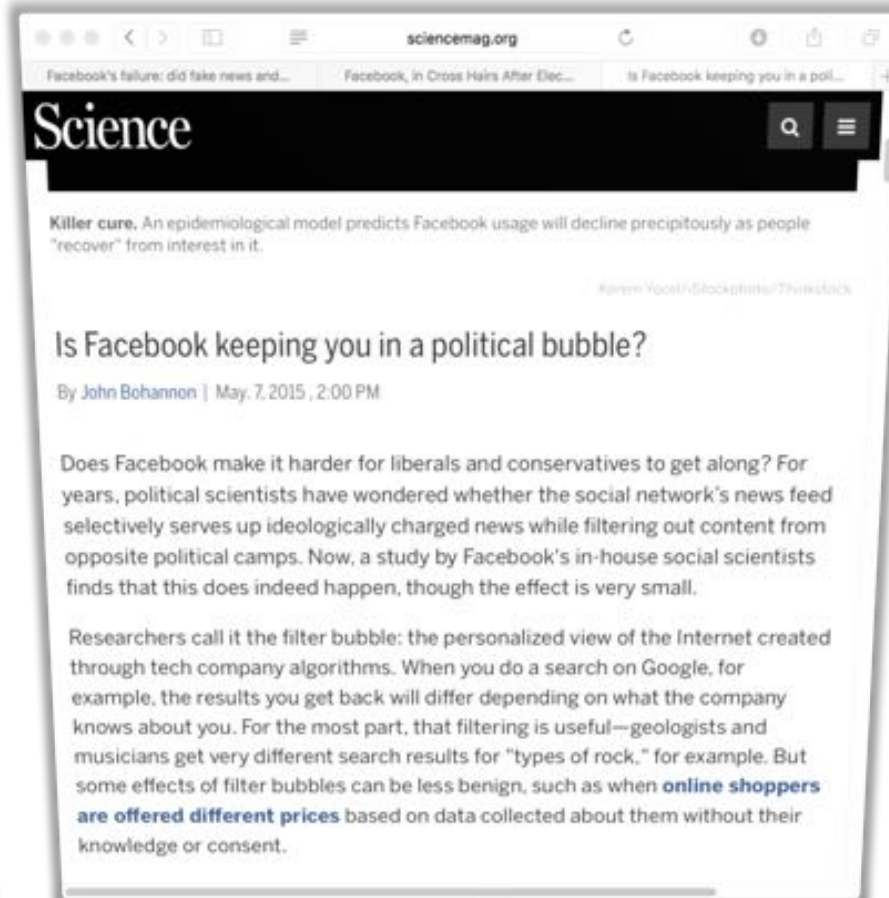 sciencemag.org
Facebook's failure: did fake news and... Facebook, in Cross Hairs After Elec... Is Facebook keeping you in a poli...
Science
Killer cure. An epidemiological model predicts Facebook usage will decline precipitously as people
"recover" from interest in it.
Is Facebook keeping you in a political bubble?
By John Bohannon | May. 7, 2015 , 2:00 PM
Does Facebook make it harder for liberals and conservatives to get along? For
years, political scientists have wondered whether the social network's news feed
selectively serves up ideologically charged news while filtering out content from
opposite political camps. Now, a study by Facebook's in-house social scientists
finds that this does indeed happen, though the effect is very small.
Researchers call it the filter bubble: the personalized view of the Internet created
through tech company algorithms. When you do a search on Google, for
example, the results you get back will differ depending on what the company
knows about you. For the most part, that filtering is useful—geologists and
musicians get very different search results for "types of rock," for example. But
some effects of filter bubbles can be less benign, such as when online shoppers
are offered different prices based on data collected about them without their
knowledge or consent.